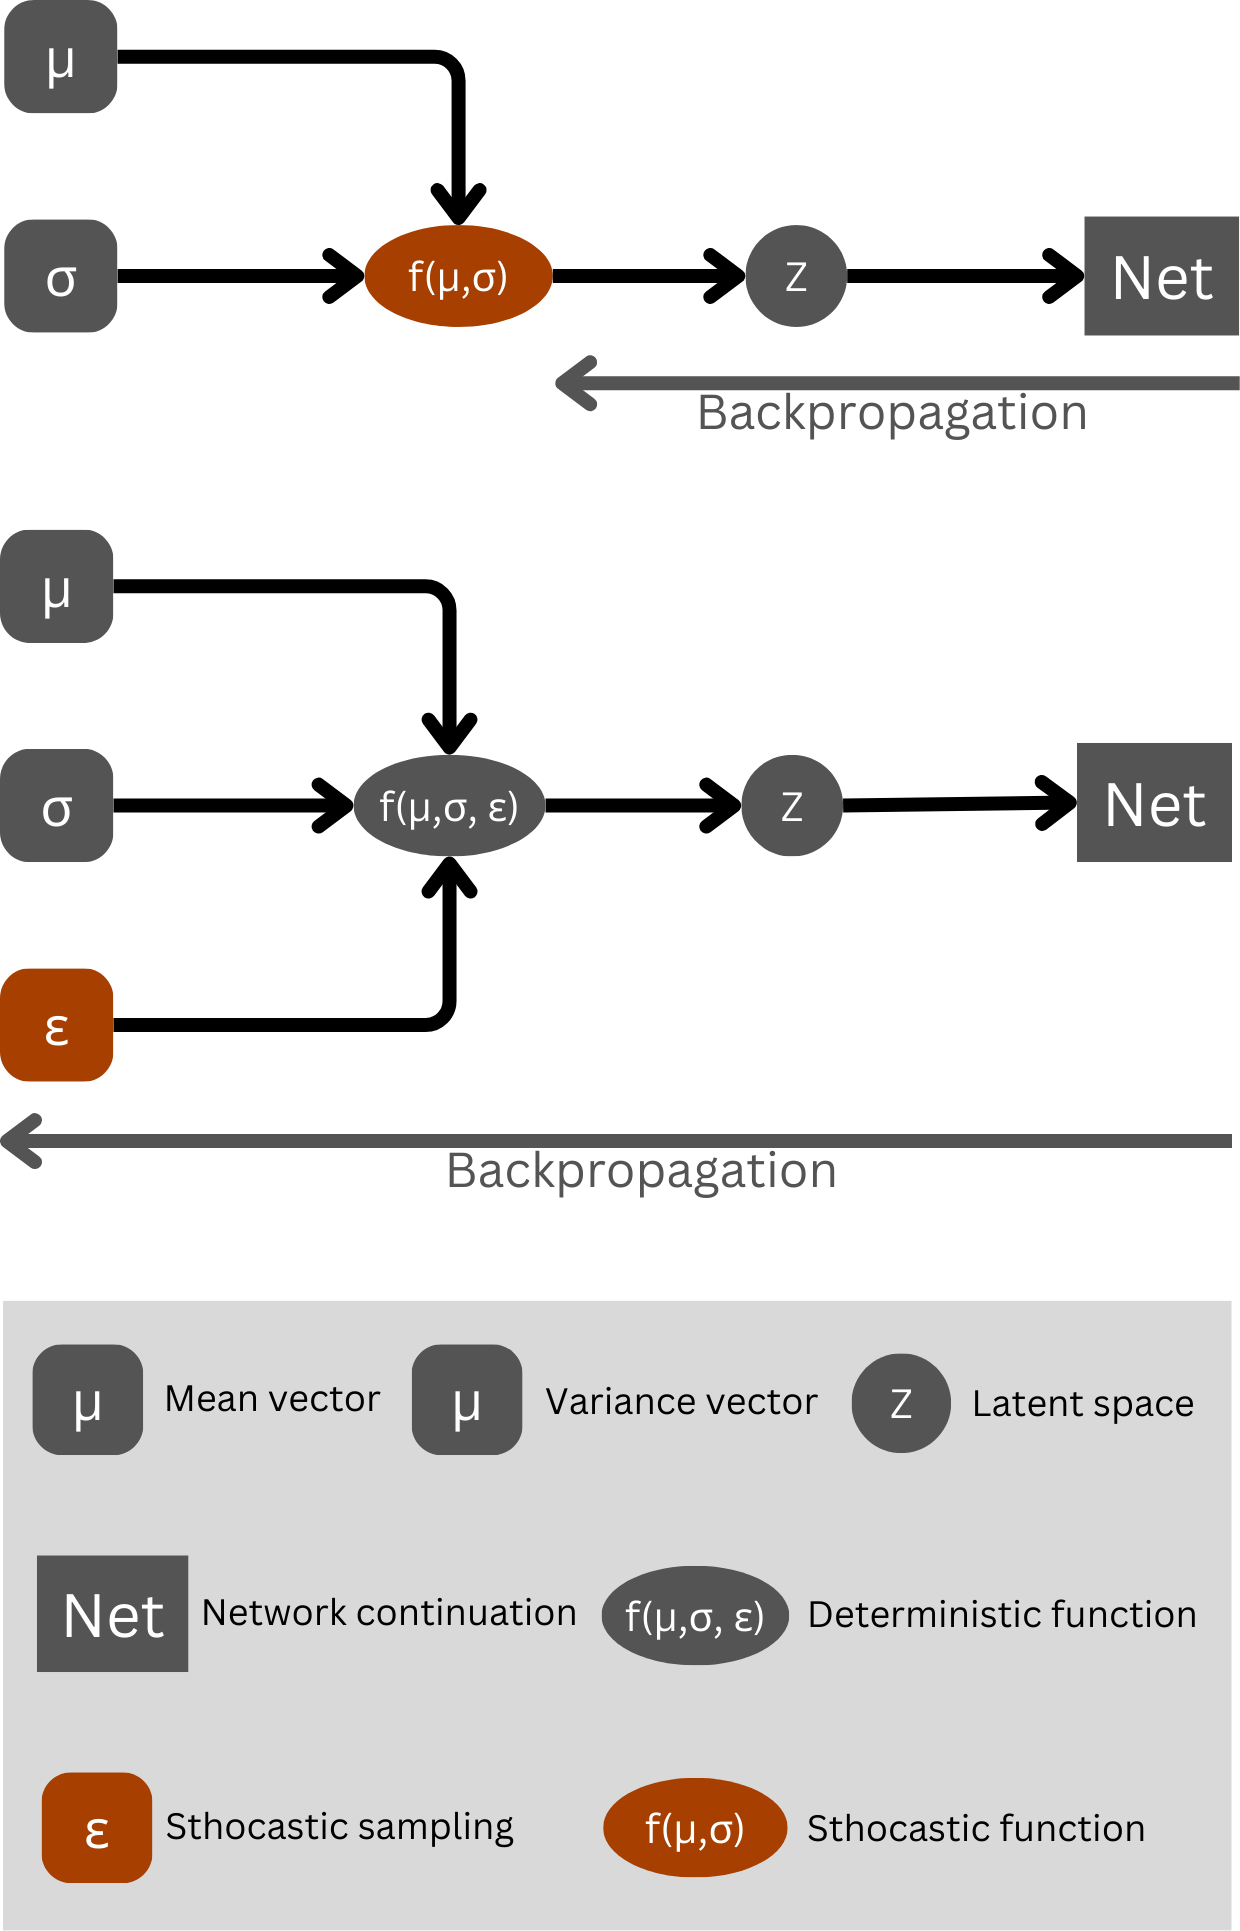 μ
σ
f(μ,σ)
Z
Net
Backpropagation
μ
σ
f(μ,σ, ε)
Z
Net
ε
Backpropagation
μ Mean vector
μ Variance vector
Z Latent space
Net Network continuation
f(μ,σ, ε) Deterministic function
ε Sthocastic sampling
f(μ,σ) Sthocastic function